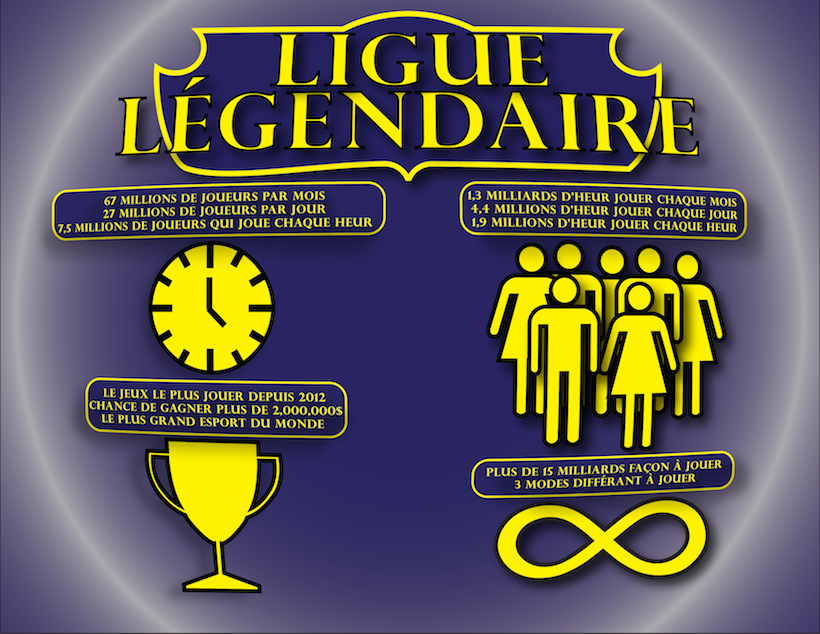 LIGUE
LÉGENDAIRE
67 MILLIONS DE JOUEURS PAR MOIS
27 MILLIONS DE JOUEURS PAR JOUR
7,5 MILLIONS DE JOUEURS QUI JOUE CHAQUE HEUR
1,3 MILLIARDS D'HEUR JOUER CHAQUE MOIS
4,4 MILLIONS D'HEUR JOUER CHAQUE JOUR
1,9 MILLIONS D'HEUR JOUER CHAQUE HEUR
LE JEUX LE PLUS JOUER DEPUIS 2012
CHANCE DE GAGNER PLUS DE 2,000,000$
LE PLUS GRAND ESPORT DU MONDE
PLUS DE 15 MILLIARDS FAÇON À JOUER
3 MODES DIFFÉRANT À JOUER